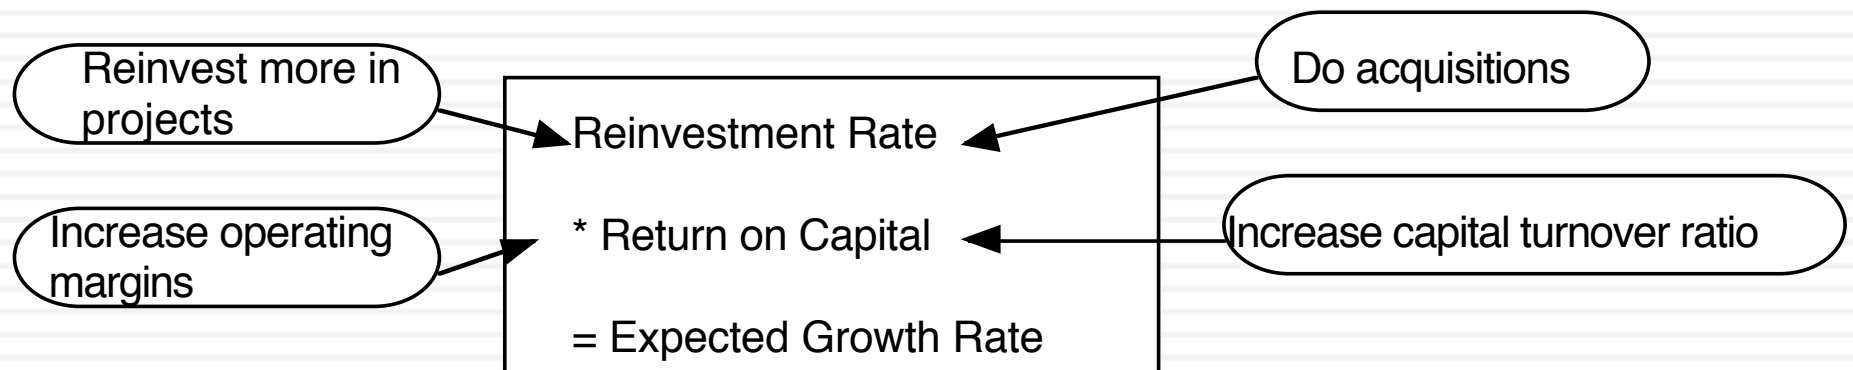 Reinvest more in
projects
Do acquisitions
Reinvestment Rate
Increase operating
margins
* Return on Capital
Increase capital turnover ratio
= Expected Growth Rate